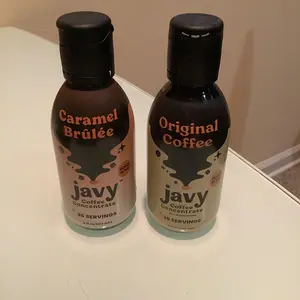 Caramel
Brûlée
javy
Coffee
Concentrate
35 SERVINGS
Original
Coffee
javy
Coffee
Concentrate
35 SERVINGS